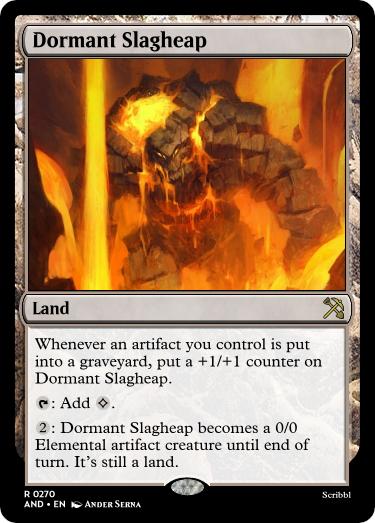 Dormant Slagheap
Land
Whenever an artifact you control is put
into a graveyard, put a +1/+1 counter on
Dormant Slagheap.
: Add .
2: Dormant Slagheap becomes a 0/0
Elemental artifact creature until end of
turn. It's still a land.
R 0270
Scribbl
AND • EN Ander Serna